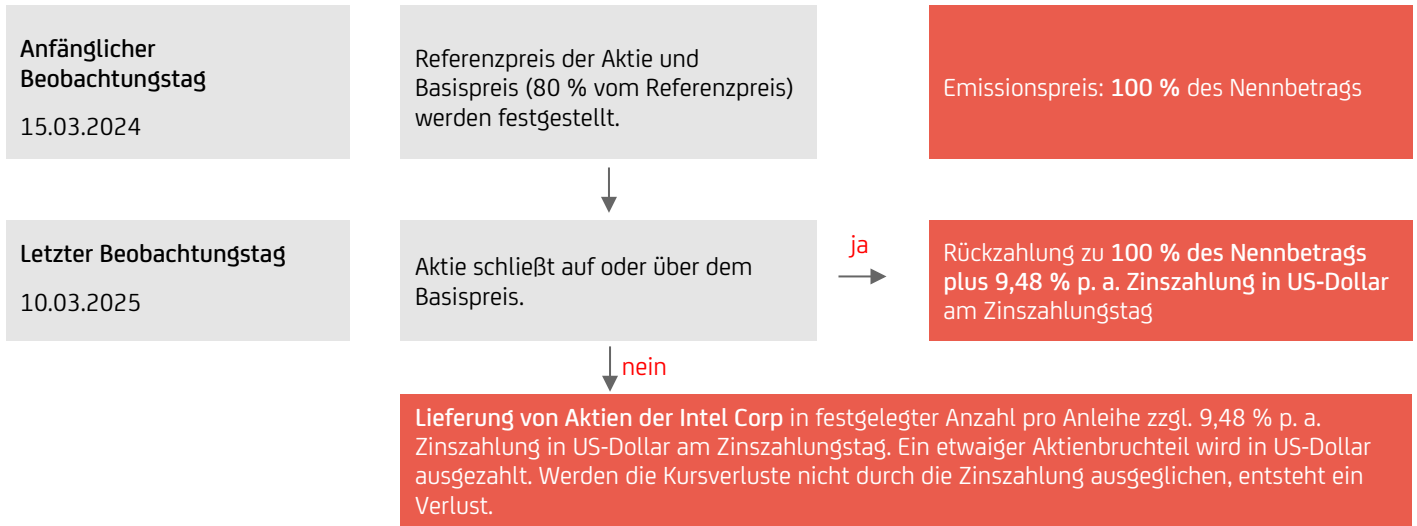 Anfänglicher
Beobachtungstag
15.03.2024
Referenzpreis der Aktie und
Basispreis (80 % vom Referenzpreis)
werden festgestellt.
Emissionspreis: 100 % des Nennbetrags
Letzter Beobachtungstag
10.03.2025
Aktie schließt auf oder über dem
Basispreis.
ja
Rückzahlung zu 100 % des Nennbetrags
plus 9,48 % p. a. Zinszahlung in US-Dollar
am Zinszahlungstag
nein
Lieferung von Aktien der Intel Corp in festgelegter Anzahl pro Anleihe zzgl. 9,48 % p. a.
Zinszahlung in US-Dollar am Zinszahlungstag. Ein etwaiger Aktienbruchteil wird in US-Dollar
ausgezahlt. Werden die Kursverluste nicht durch die Zinszahlung ausgeglichen, entsteht ein
Verlust.